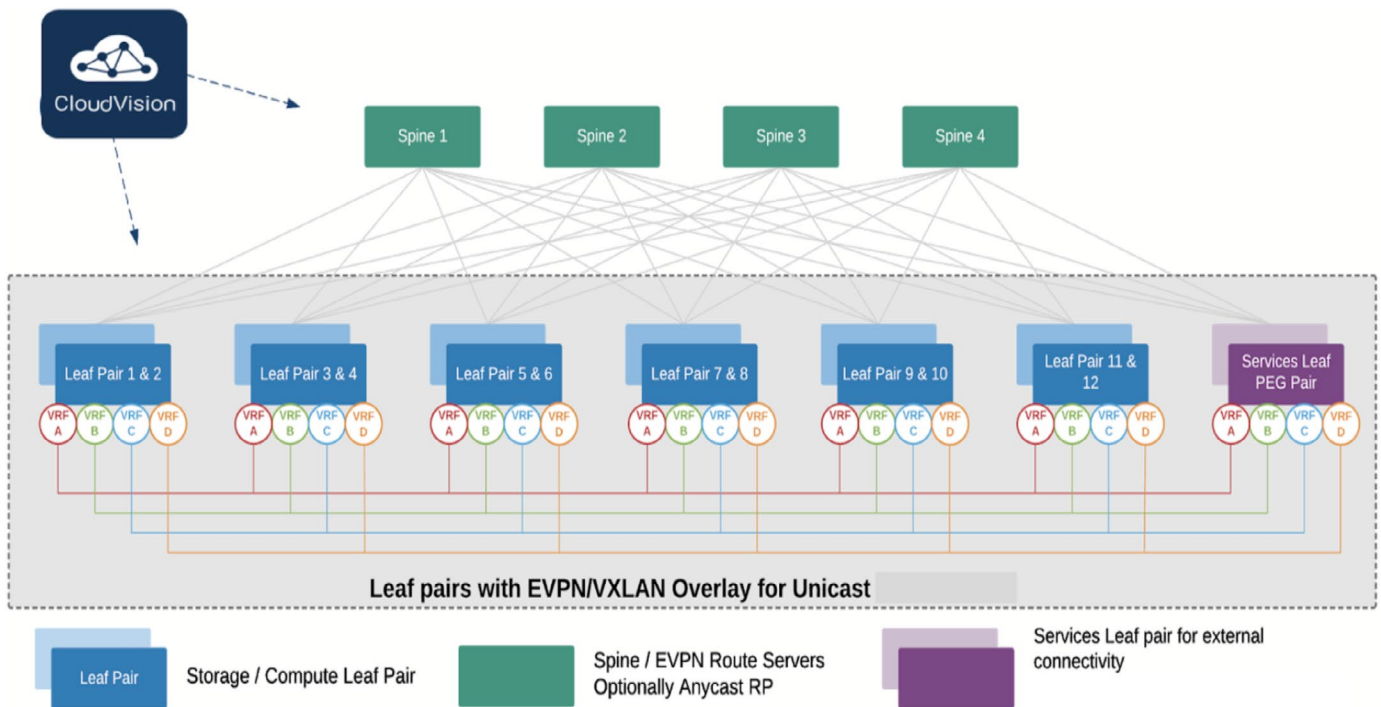 CloudVision
Spine 1
Spine 2
Spine 3
Spine 4
Leaf Pair 1 & 2
Leaf Pair 3 & 4
Leaf Pair 5 & 6
Leaf Pair 7 & 8
Leaf Pair 9 & 10
Leaf Pair 11 &
12
Services Leaf
PEG Pair
VRF
A
VRF
B
VRF
C
VRF
D
VRF
A
VRF
B
VRF
C
VRF
D
VRF
A
VRF
B
VRF
C
VRF
D
VRF
A
VRF
B
VRF
C
VRF
D
VRF
A
VRF
B
VRF
C
VRF
D
VRF
A
VRF
B
VRF
C
VRF
D
VRF
A
VRF
B
VRF
C
VRF
D
Leaf pairs with EVPN/VXLAN Overlay for Unicast
Leaf Pair
Storage / Compute Leaf Pair
Spine / EVPN Route Servers
Optionally Anycast RP
Services Leaf pair for external
connectivity